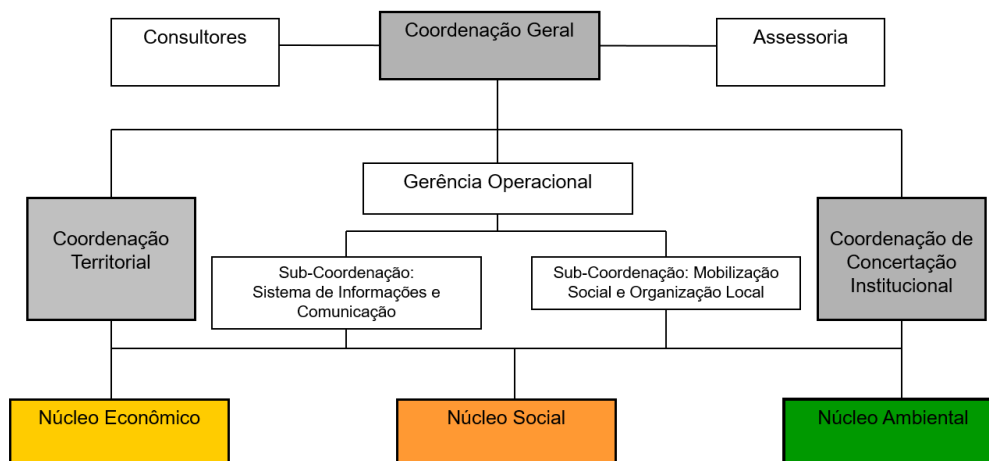 Consultores
Coordenação Geral
Assessoria
Gerência Operacional
Coordenação
Territorial
Sub-Coordenação:
Sistema de Informações e
Comunicação
Sub-Coordenação: Mobilização
Social e Organização Local
Coordenação de
Concertação
Institucional
Núcleo Econômico
Núcleo Social
Núcleo Ambiental